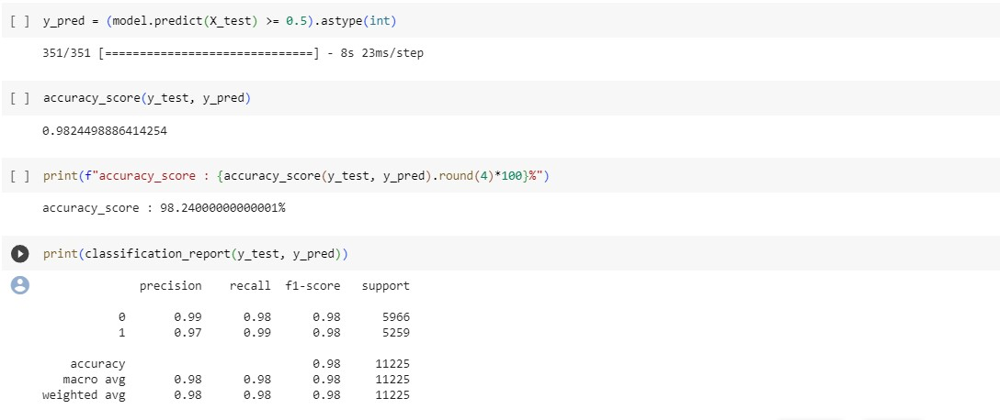 [ ] y_pred = (model.predict(X_test) >= 0.5).astype(int)
351/351 [==============================] - 8s 23ms/step
[ ] accuracy_score(y_test, y_pred)
0.9824498886414254
[ ] print(f"accuracy_score : {accuracy_score(y_test, y_pred).round(4)*100}%")
accuracy_score : 98.24000000000001%
print(classification_report(y_test, y_pred))
precision recall f1-score support
0 0.99 0.98 0.98 5966
1 0.97 0.99 0.98 5259
accuracy 0.98 11225
macro avg 0.98 0.98 0.98 11225
weighted avg 0.98 0.98 0.98 11225